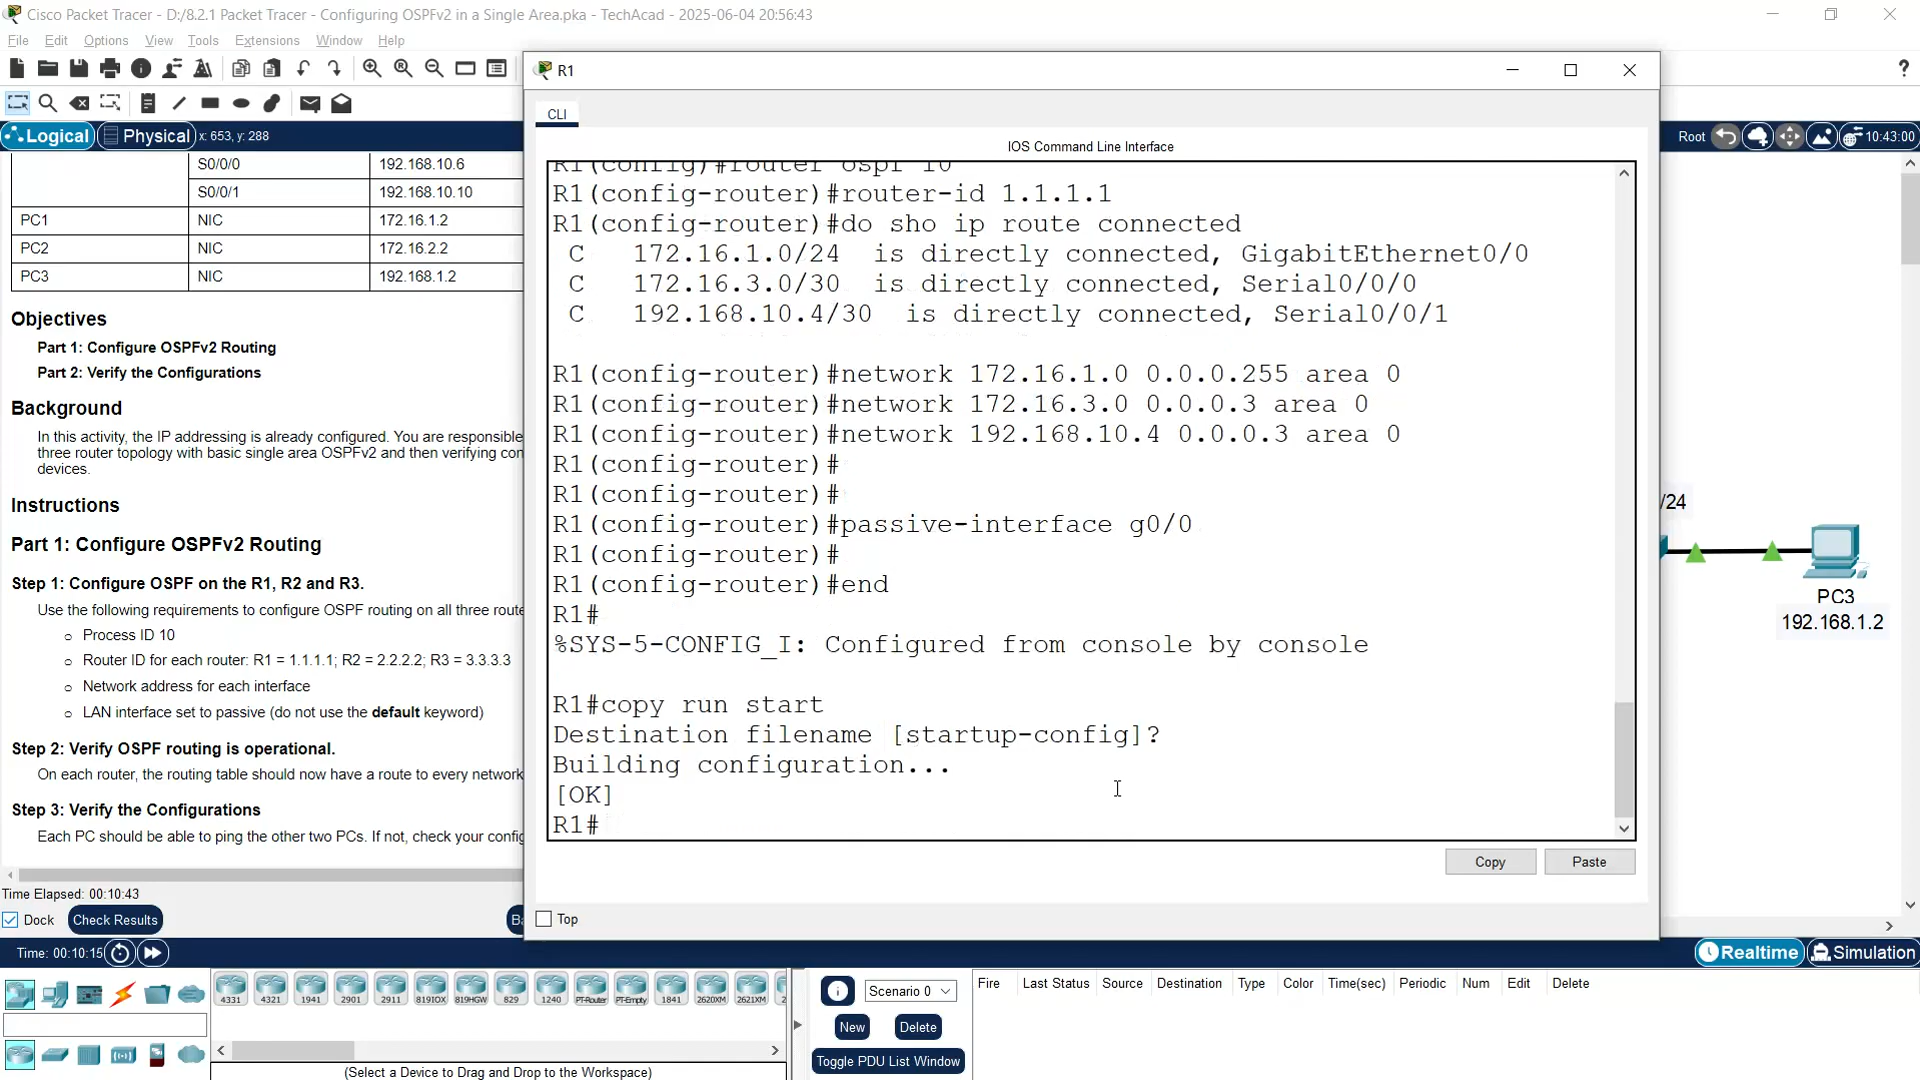 Cisco Packet Tracer - D:/8.2.1 Packet Tracer - Configuring OSPFv2 in a Single Area.pka - TechAcad - 2025-06-04 20:56:43
File Edit Options View Tools Extensions Window Help
?
Logical Physical x: 653, y: 288
Root 10:43:00
S0/0/0 192.168.10.6
S0/0/1 192.168.10.10
PC1 NIC 172.16.1.2
PC2 NIC 172.16.2.2
PC3 NIC 192.168.1.2
Objectives
Part 1: Configure OSPFv2 Routing
Part 2: Verify the Configurations
Background
In this activity, the IP addressing is already configured. You are responsible
three router topology with basic single area OSPFv2 and then verifying
devices.
Instructions
Part 1: Configure OSPFv2 Routing
Step 1: Configure OSPF on the R1, R2 and R3.
Use the following requirements to configure OSPF routing on all three
o Process ID 10
o Router ID for each router: R1 = 1.1.1.1; R2 = 2.2.2.2; R3 = 3.3.3.3
o Network address for each interface
o LAN interface set to passive (do not use the default keyword)
Step 2: Verify OSPF routing is operational.
On each router, the routing table should now have a route to every network
Step 3: Verify the Configurations
Each PC should be able to ping the other two PCs. If not, check your
Time Elapsed: 00:10:43
Dock Check Results
R1
CLI
IOS Command Line Interface
R1(config)#router ospf 10
R1(config-router)#router-id 1.1.1.1
R1(config-router)#do sho ip route connected
C 172.16.1.0/24 is directly connected, GigabitEthernet0/0
C 172.16.3.0/30 is directly connected, Serial0/0/0
C 192.168.10.4/30 is directly connected, Serial0/0/1
R1(config-router)#network 172.16.1.0 0.0.0.255 area 0
R1(config-router)#network 172.16.3.0 0.0.0.3 area 0
R1(config-router)#network 192.168.10.4 0.0.0.3 area 0
R1(config-router)#
R1(config-router)#
R1(config-router)#passive-interface g0/0
R1(config-router)#
R1(config-router)#end
R1#
%SYS-5-CONFIG_I: Configured from console by console
R1#copy run start
Destination filename [startup-config]?
Building configuration...
[OK]
R1#
Copy Paste
Top
/24
PC3
192.168.1.2
Time: 00:10:15
Realtime Simulation
4331 4321 1941 2901 2911 819IOX 819HGW 829 1240 PT-Router PT-Empty 1841 2620XM 2621XM
(Select a Device to Drag and Drop to the Workspace)
Scenario 0
New Delete
Toggle PDU List Window
Fire Last Status Source Destination Type Color Time(sec) Periodic Num Edit Delete